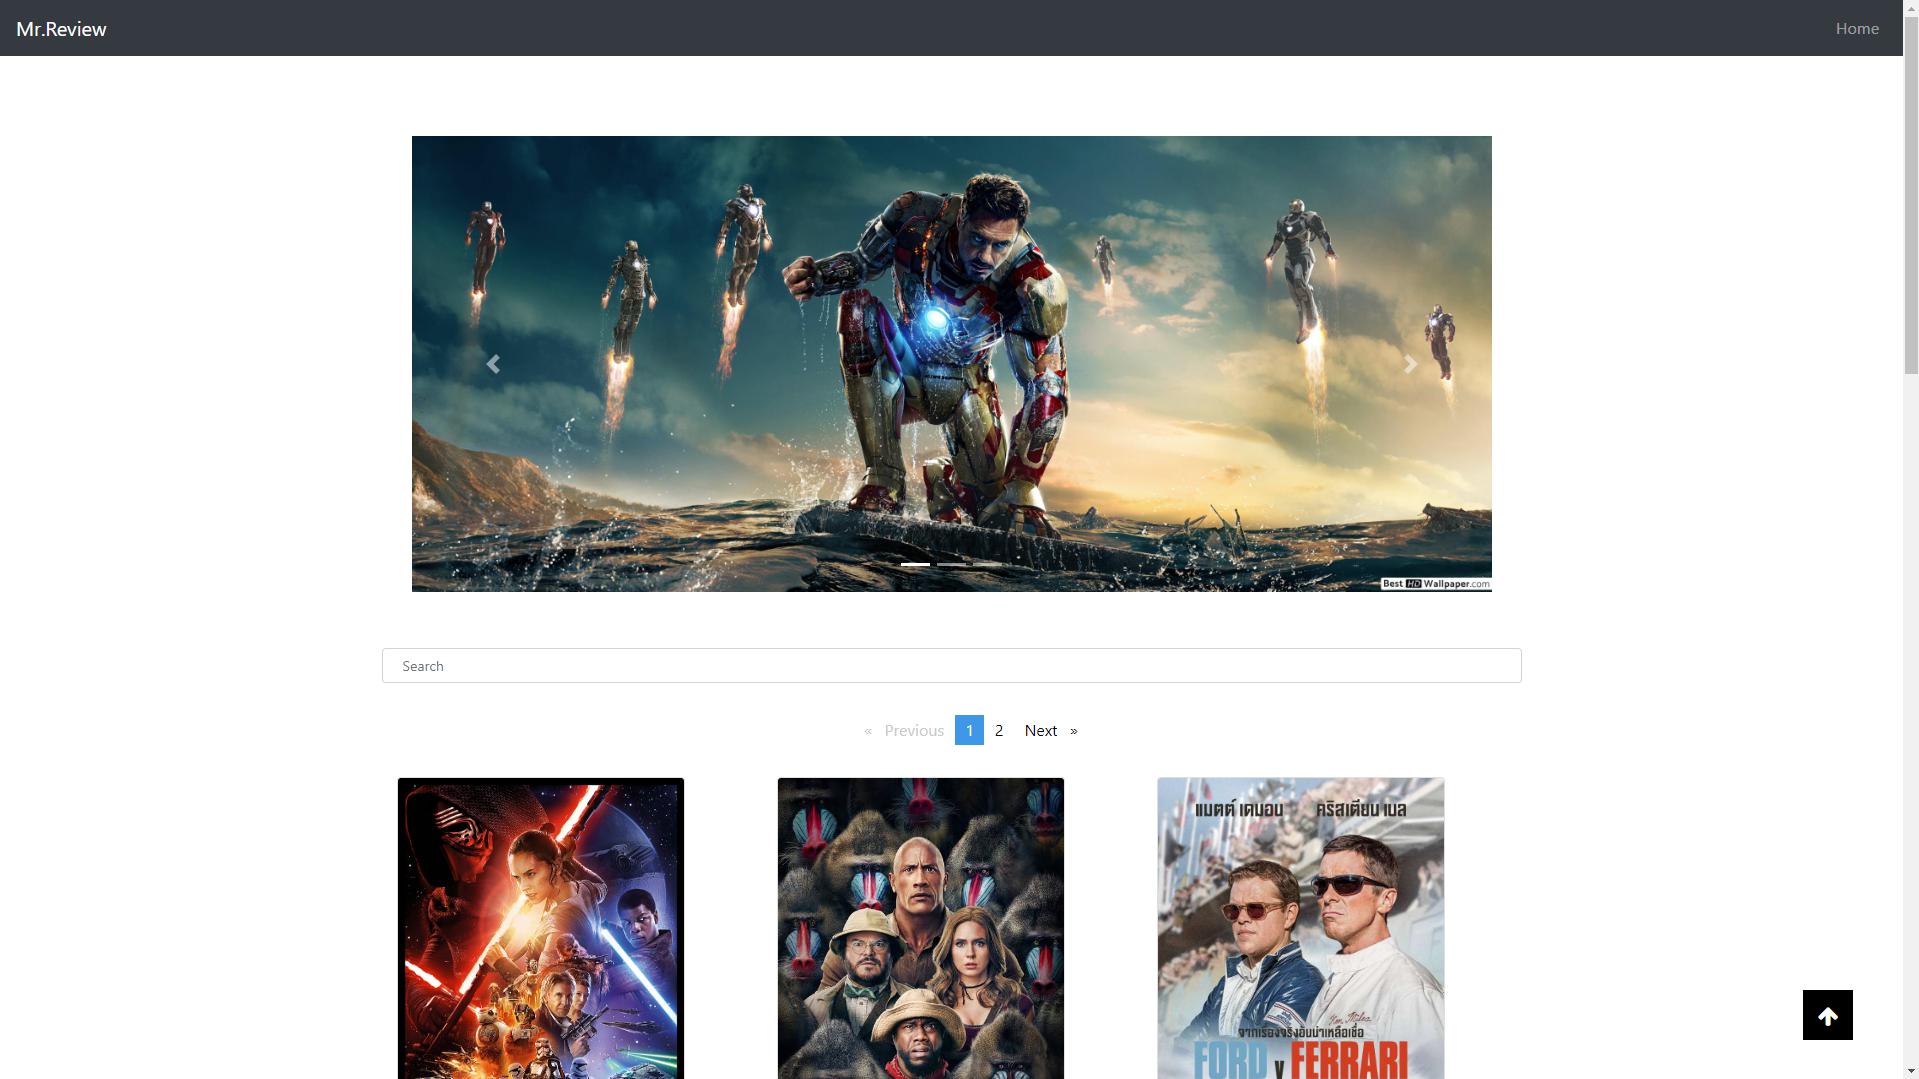 Mr.Review
Home
Best HD Wallpaper.com
Search
« Previous 1 2 Next »
แมตต์ เดมอน คริสเตียน เบล
จากเรื่องจริงอันน่าเหลือเชื่อ
FORD v FERRARI